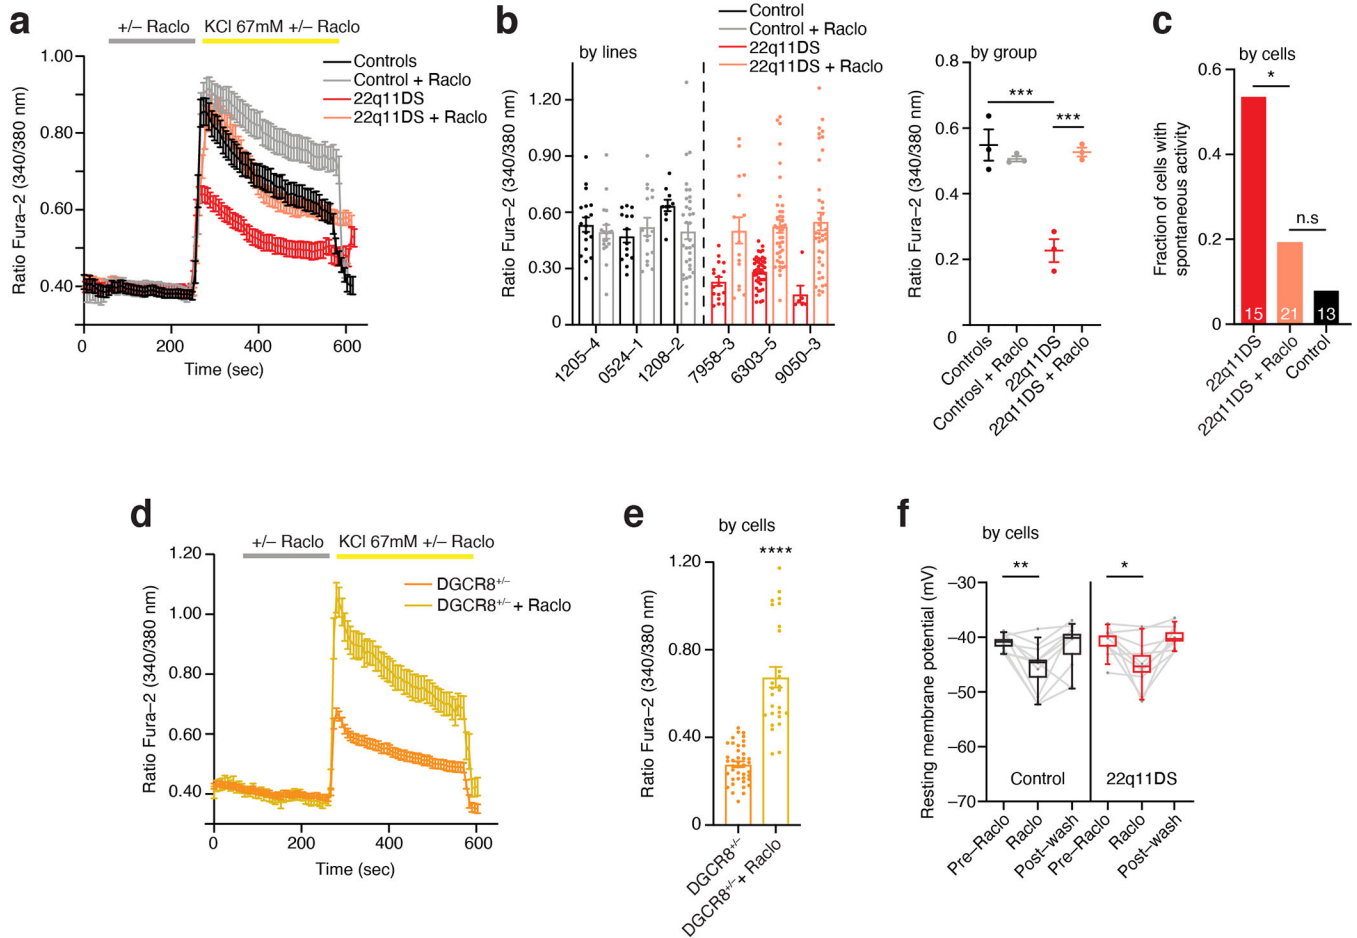 a
+/– Raclo
KCl 67mM +/– Raclo
Controls
Control + Raclo
22q11DS
22q11DS + Raclo
Ratio Fura–2 (340/380 nm)
1.00
0.80
0.60
0.40
0
200
400
600
Time (sec)
b
Control
Control + Raclo
22q11DS
22q11DS + Raclo
by lines
Ratio Fura–2 (340/380 nm)
1.20
0.90
0.60
0.30
0
1205–4
0524–1
1208–2
7958–3
6303–5
9050–3
by group
Ratio Fura–2 (340/380 nm)
0.8
0.6
0.4
0.2
0
***
***
Controls
Controsl + Raclo
22q11DS
22q11DS + Raclo
c
by cells
Fraction of cells with
spontaneous activity
0.6
0.4
0.2
0
*
n.s
15
21
13
22q11DS
22q11DS + Raclo
Control
d
+/– Raclo
KCl 67mM +/– Raclo
DGCR8+/–
DGCR8+/– + Raclo
Ratio Fura–2 (340/380 nm)
1.20
1.00
0.80
0.60
0.40
0
200
400
600
Time (sec)
e
by cells
****
Ratio Fura–2 (340/380 nm)
1.20
0.80
0.40
0
DGCR8+/–
DGCR8+/– + Raclo
f
by cells
Resting membrane potential (mV)
–30
–40
–50
–60
–70
**
*
Control
22q11DS
Pre–Raclo
Raclo
Post–wash
Pre–Raclo
Raclo
Post–wash